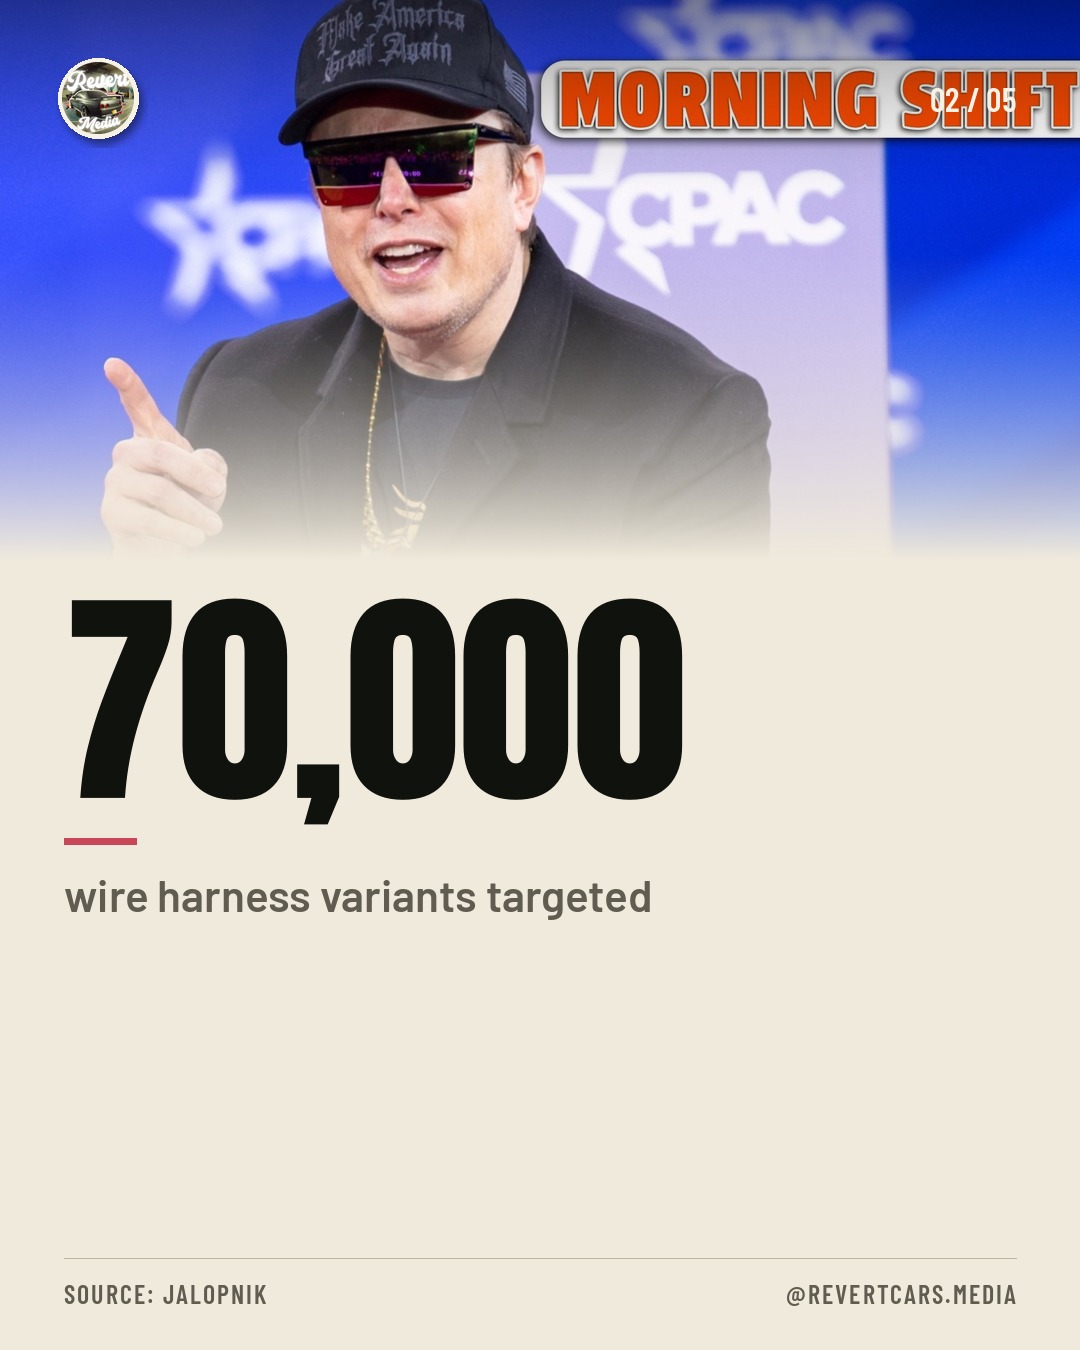 Make America
Great Again
CPAC
Revert
Media
MORNING SHIFT
02 / 05
CPAC
CPAC
70,000
wire harness variants targeted
SOURCE: JALOPNIK
@REVERTCARS.MEDIA